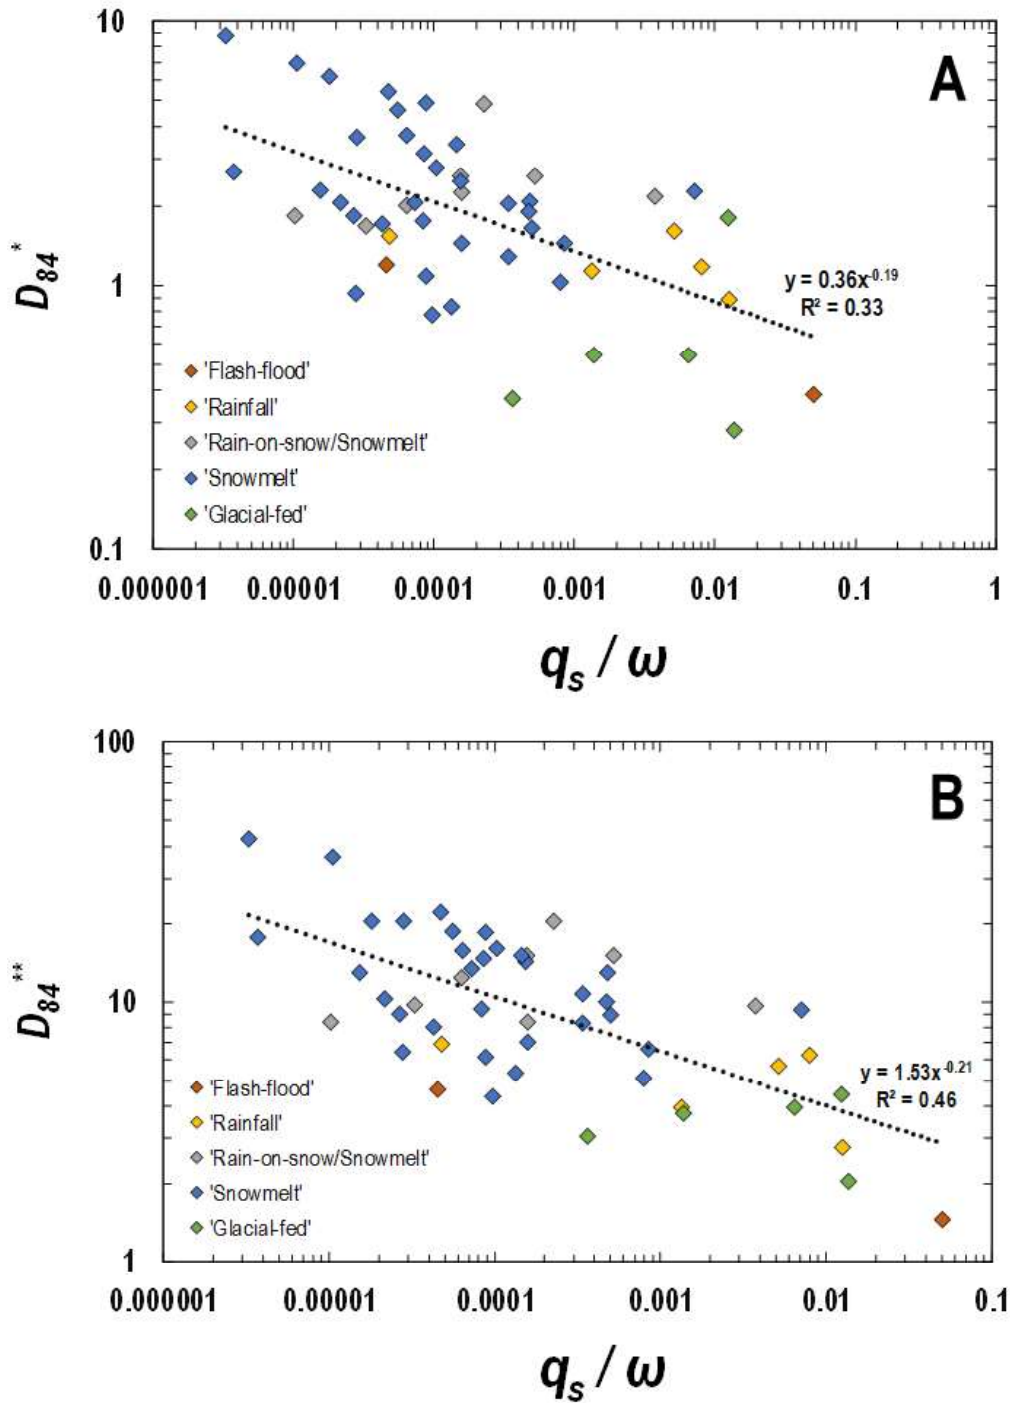 10
A
D84*
1
y = 0.36x-0.19
R² = 0.33
'Flash-flood'
'Rainfall'
'Rain-on-snow/Snowmelt'
'Snowmelt'
'Glacial-fed'
0.1
0.000001 0.00001 0.0001 0.001 0.01 0.1 1
qs / ω
100
B
D84**
10
y = 1.53x-0.21
R² = 0.46
'Flash-flood'
'Rainfall'
'Rain-on-snow/Snowmelt'
'Snowmelt'
'Glacial-fed'
1
0.000001 0.00001 0.0001 0.001 0.01 0.1
qs / ω